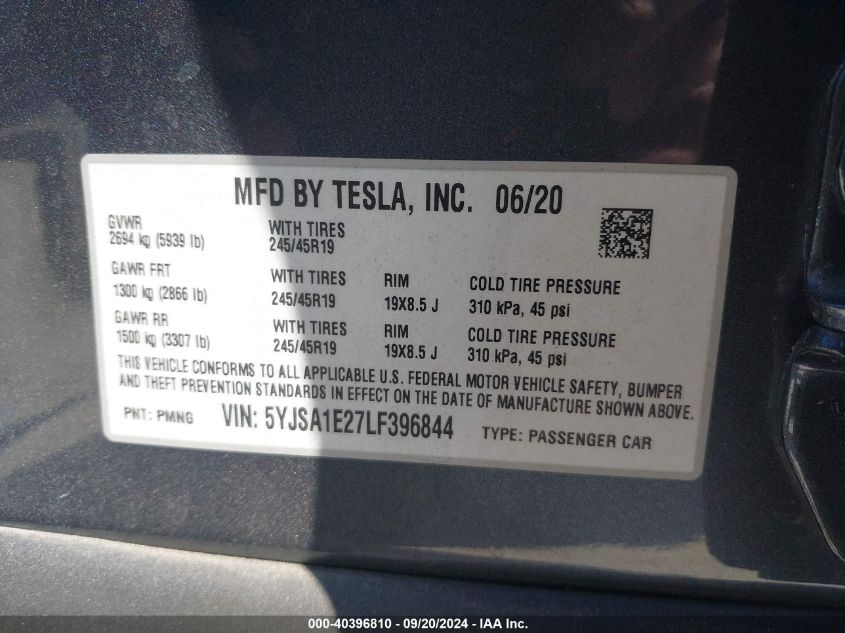 MFD BY TESLA, INC. 06/20
GVWR
2694 kg (5939 lb)
WITH TIRES
245/45R19
GAWR FRT
1300 kg (2866 lb)
WITH TIRES
245/45R19
RIM
19X8.5 J
COLD TIRE PRESSURE
310 kPa, 45 psi
GAWR RR
1500 kg (3307 lb)
WITH TIRES
245/45R19
RIM
19X8.5 J
COLD TIRE PRESSURE
310 kPa, 45 psi
THIS VEHICLE CONFORMS TO ALL APPLICABLE U.S. FEDERAL MOTOR VEHICLE SAFETY, BUMPER
AND THEFT PREVENTION STANDARDS IN EFFECT ON THE DATE OF MANUFACTURE SHOWN ABOVE.
PNT: PMNG VIN: 5YJSA1E27LF396844 TYPE: PASSENGER CAR
#vehicleId:::-1::40396810 - 09/20/2024 - IAA Inc.